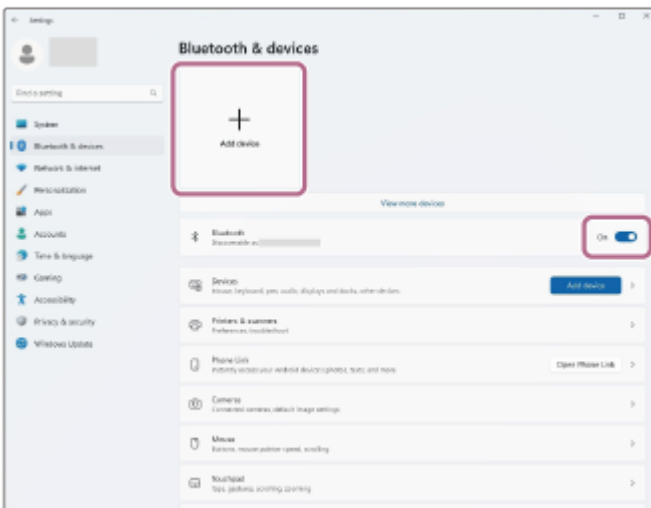 Settings
Bluetooth & devices
Find a setting
System
Bluetooth & devices
Network & internet
Personalization
Apps
Accounts
Time & language
Gaming
Accessibility
Privacy & security
Windows Update
Add device
View more devices
Bluetooth
Discoverable as
On
Devices
Mouse, keyboard, pen, audio, displays and docks, other devices
Add device
Printers & scanners
Preferences, troubleshoot
Phone Link
Instantly access your Android device's photos, texts, and more
Open Phone Link
Cameras
Connected cameras, default image settings
Mouse
Buttons, mouse pointer speed, scrolling
Touchpad
Taps, gestures, scrolling, zooming